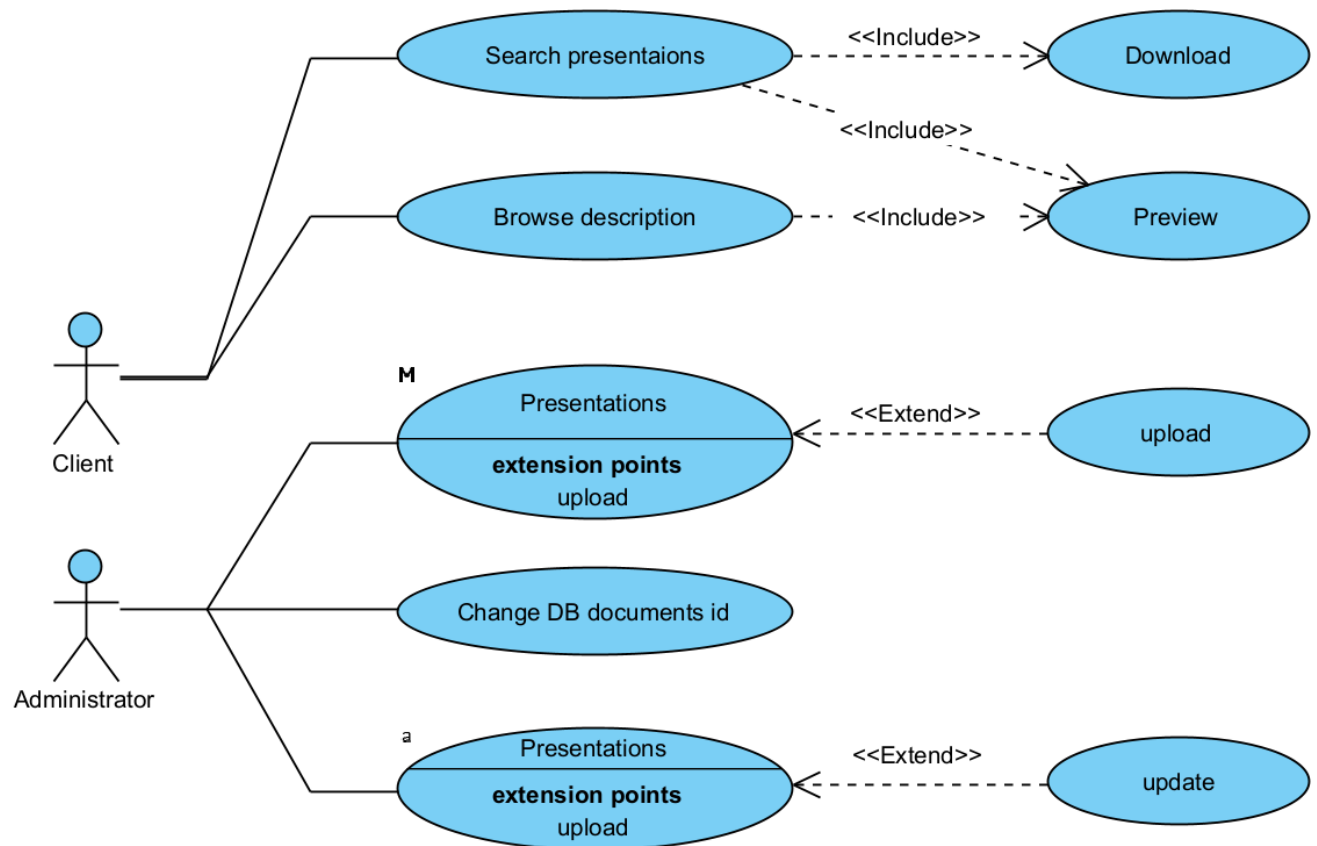 Search presentaions
<<Include>>
Download
<<Include>>
Browse description
<<Include>>
Preview
Client
M
Presentations
extension points
upload
<<Extend>>
upload
Administrator
Change DB documents id
a
Presentations
extension points
upload
<<Extend>>
update